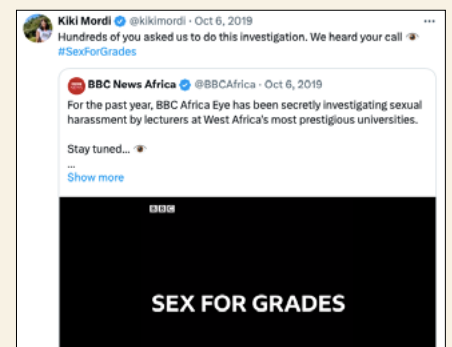 Kiki Mordi @kikimordi · Oct 6, 2019 ...
Hundreds of you asked us to do this investigation. We heard your call 👁
#SexForGrades
BBC News Africa @BBCAfrica · Oct 6, 2019
For the past year, BBC Africa Eye has been secretly investigating sexual
harassment by lecturers at West Africa's most prestigious universities.
Stay tuned... 👁
...
Show more
BBC
SEX FOR GRADES